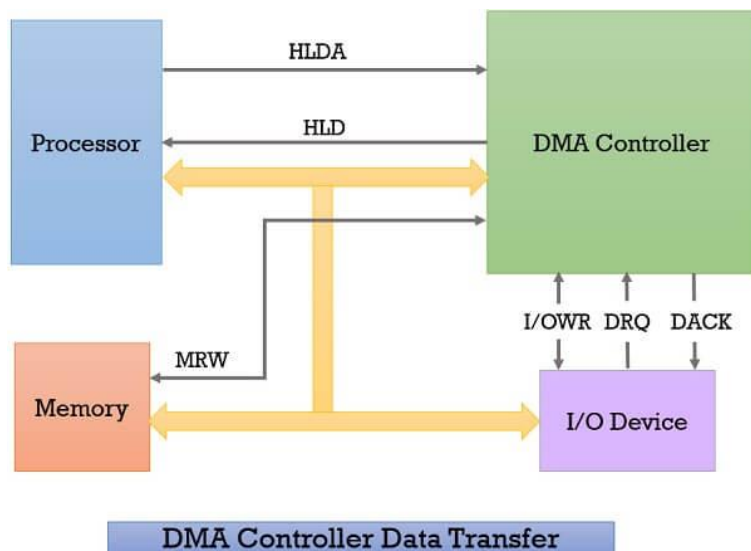 HLDA
Processor
HLD
DMA Controller
I/OWR DRQ DACK
MRW
Memory
I/O Device
DMA Controller Data Transfer